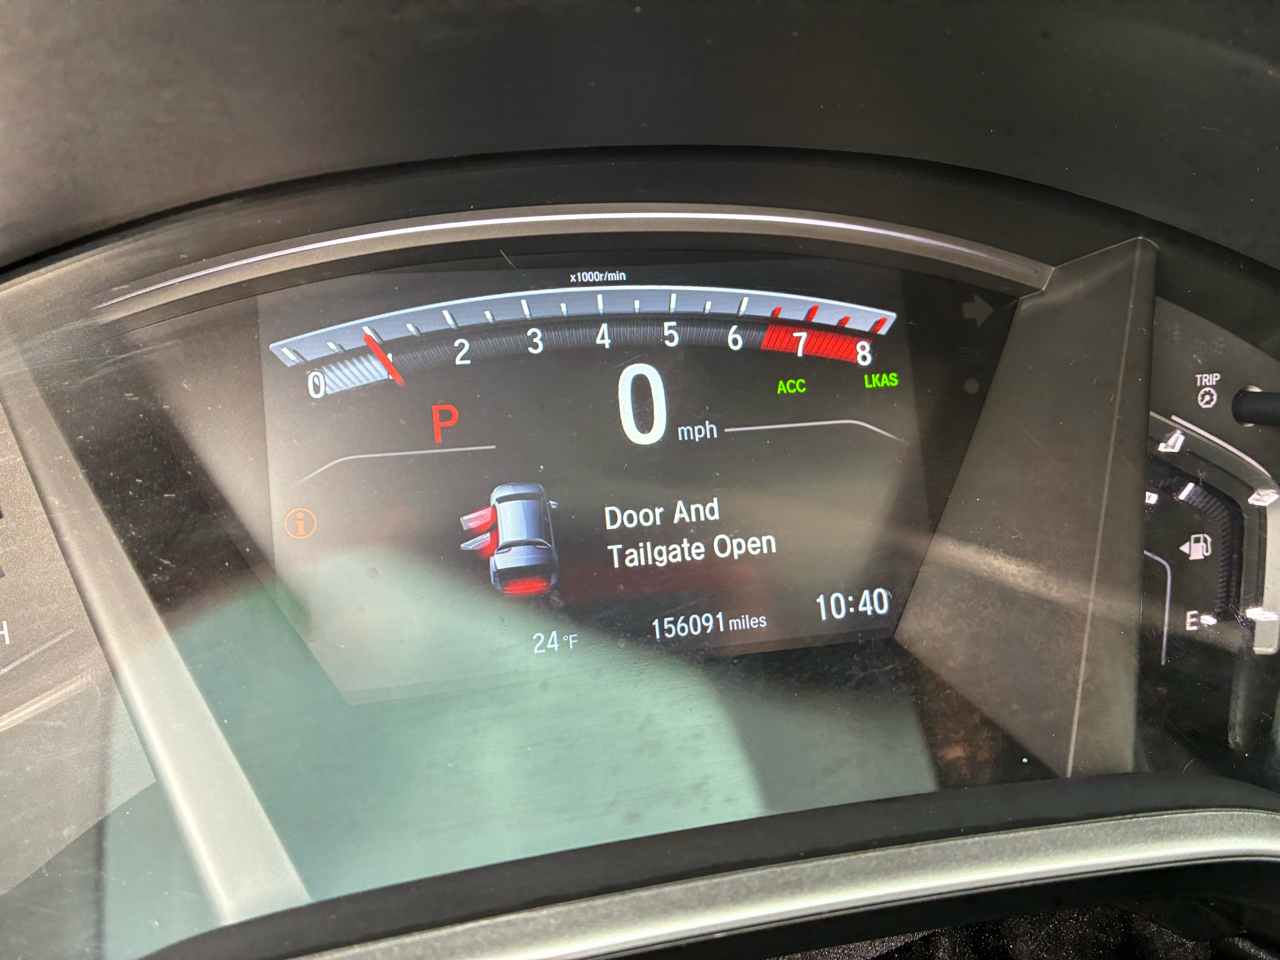 x1000r/min
0 1 2 3 4 5 6 7 8
ACC LKAS
P
0 mph
Door And
Tailgate Open
24°F 156091 miles 10:40
TRIP
E
H